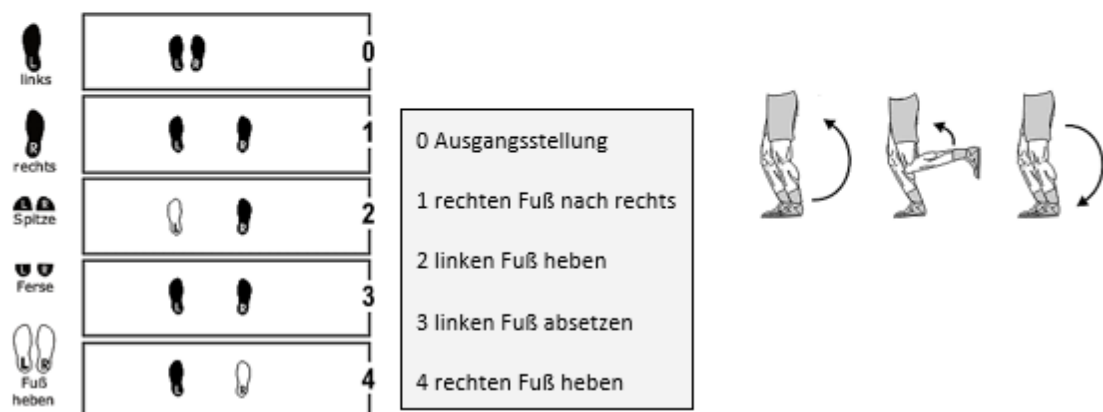 L
links
R
rechts
L R
Spitze
L R
Ferse
L R
Fuß
heben
L R
0
L R
1
L R
2
L R
3
L R
4
0 Ausgangsstellung
1 rechten Fuß nach rechts
2 linken Fuß heben
3 linken Fuß absetzen
4 rechten Fuß heben